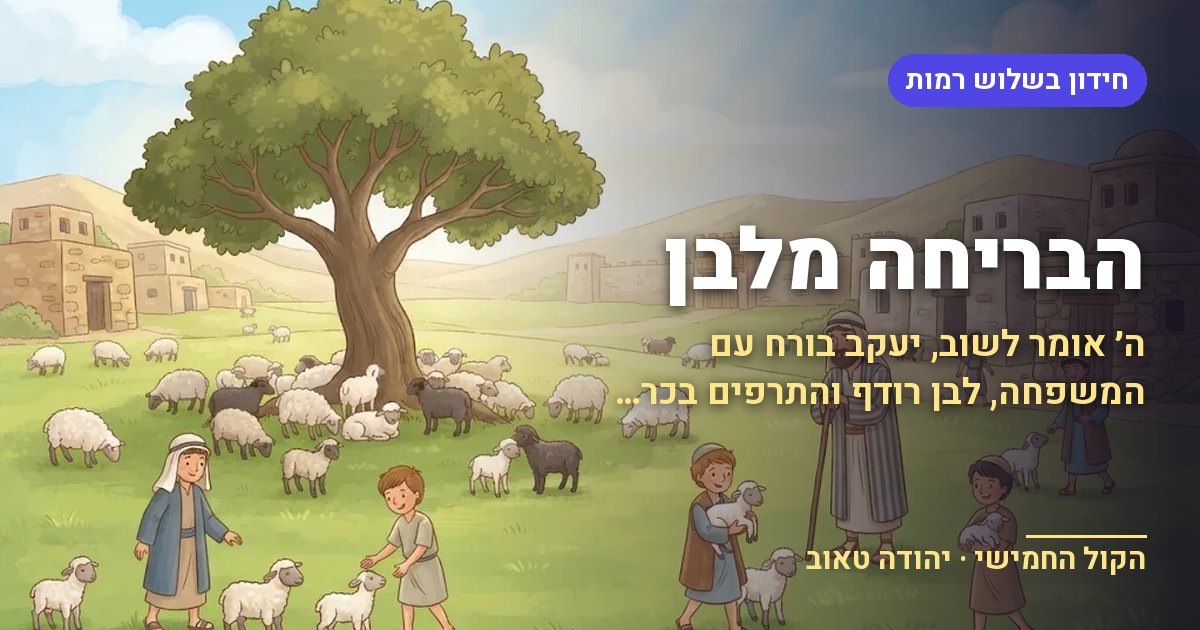 חידון בשלוש רמות
הבריחה מלבן
ה׳ אומר לשוב, יעקב בורח עם
המשפחה, לבן רודף והתרפים בכר...
הקול החמישי · יהודה טאוב